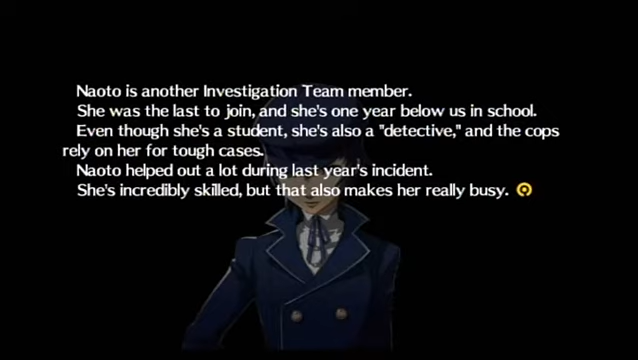 Naoto is another Investigation Team member.
She was the last to join, and she's one year below us in school.
Even though she's a student, she's also a "detective," and the cops
rely on her for tough cases.
Naoto helped out a lot during last year's incident.
She's incredibly skilled, but that also makes her really busy.